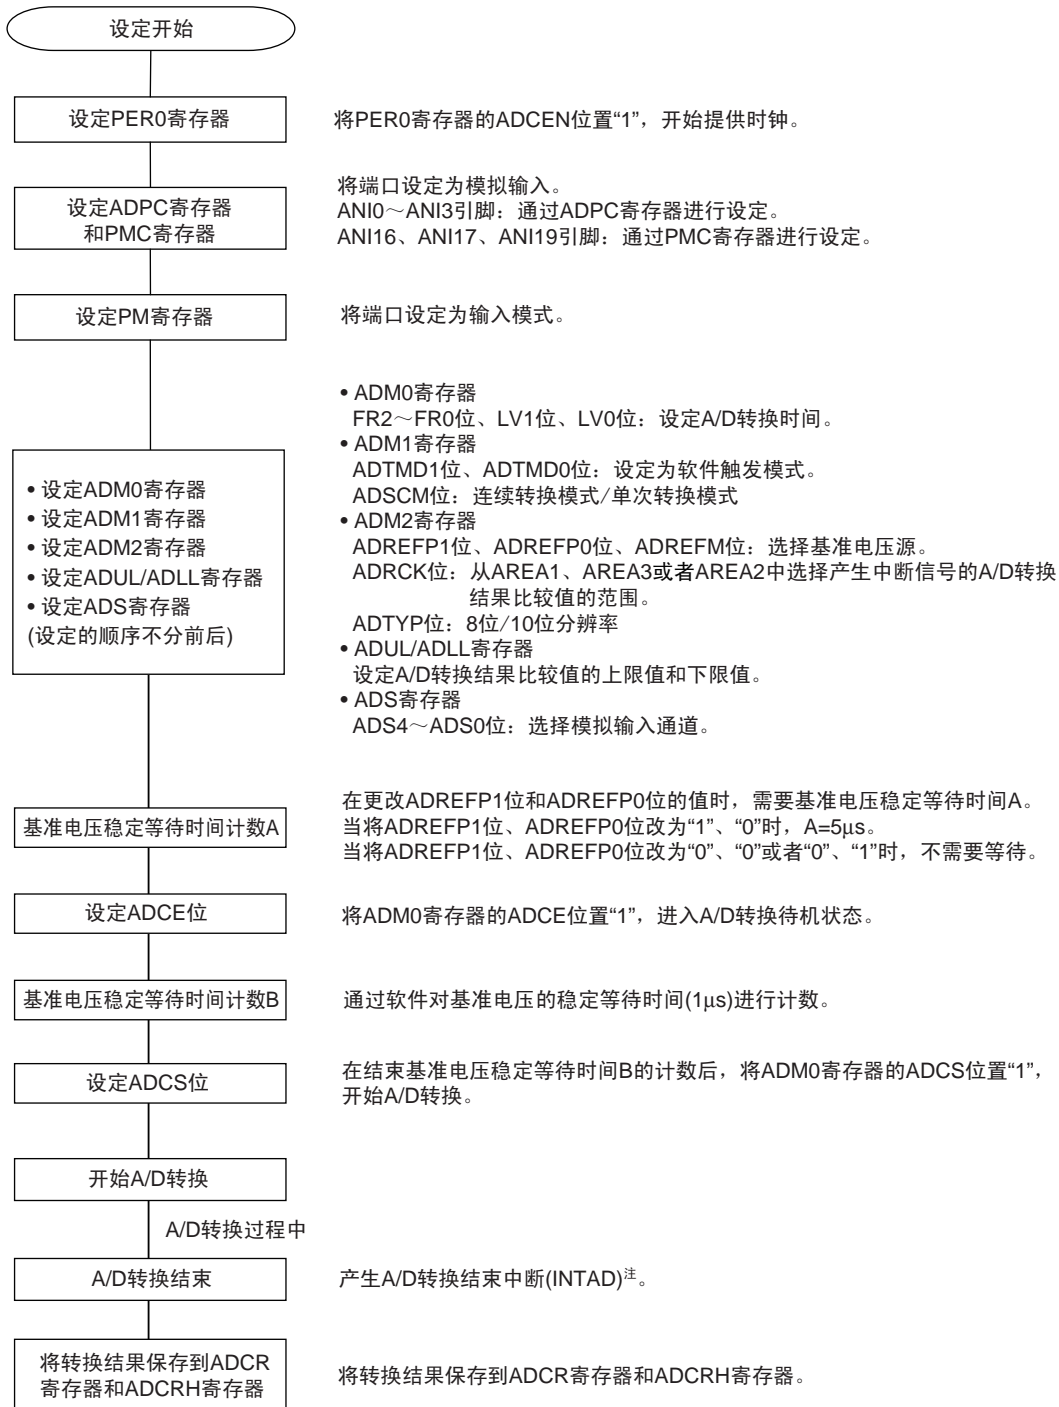 设定开始
设定PER0寄存器
将PER0寄存器的ADCEN位置“1”，开始提供时钟。
设定ADPC寄存器
和PMC寄存器
将端口设定为模拟输入。
ANI0～ANI3引脚：通过ADPC寄存器进行设定。
ANI16、ANI17、ANI19引脚：通过PMC寄存器进行设定。
设定PM寄存器
将端口设定为输入模式。
• 设定ADM0寄存器
• 设定ADM1寄存器
• 设定ADM2寄存器
• 设定ADUL/ADLL寄存器
• 设定ADS寄存器
(设定的顺序不分前后)
• ADM0寄存器
FR2～FR0位、LV1位、LV0位：设定A/D转换时间。
• ADM1寄存器
ADTMD1位、ADTMD0位：设定为软件触发模式。
ADSCM位：连续转换模式/单次转换模式
• ADM2寄存器
ADREFP1位、ADREFP0位、ADREFM位：选择基准电压源。
ADRCK位：从AREA1、AREA3或者AREA2中选择产生中断信号的A/D转换
结果比较值的范围。
ADTYP位：8位/10位分辨率
• ADUL/ADLL寄存器
设定A/D转换结果比较值的上限值和下限值。
• ADS寄存器
ADS4～ADS0位：选择模拟输入通道。
基准电压稳定等待时间计数A
在更改ADREFP1位和ADREFP0位的值时，需要基准电压稳定等待时间A。
当将ADREFP1位、ADREFP0位改为“1”、“0”时，A=5μs。
当将ADREFP1位、ADREFP0位改为“0”、“0”或者“0”、“1”时，不需要等待。
设定ADCE位
将ADM0寄存器的ADCE位置“1”，进入A/D转换待机状态。
基准电压稳定等待时间计数B
通过软件对基准电压的稳定等待时间(1μs)进行计数。
设定ADCS位
在结束基准电压稳定等待时间B的计数后，将ADM0寄存器的ADCS位置“1”，
开始A/D转换。
开始A/D转换
A/D转换过程中
A/D转换结束
产生A/D转换结束中断(INTAD)注。
将转换结果保存到ADCR
寄存器和ADCRH寄存器
将转换结果保存到ADCR寄存器和ADCRH寄存器。